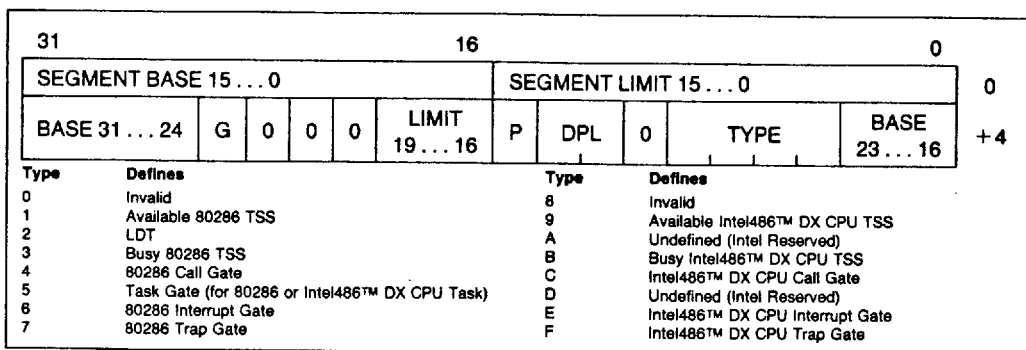 31 16 0
SEGMENT BASE 15 . . . 0 SEGMENT LIMIT 15 . . . 0 0
BASE 31 . . . 24 G 0 0 0 LIMIT 19 . . . 16 P DPL 0 TYPE BASE 23 . . . 16 +4
Type Defines Type Defines
0 Invalid 8 Invalid
1 Available 80286 TSS 9 Available Intel486™ DX CPU TSS
2 LDT A Undefined (Intel Reserved)
3 Busy 80286 TSS B Busy Intel486™ DX CPU TSS
4 80286 Call Gate C Intel486™ DX CPU Call Gate
5 Task Gate (for 80286 or Intel486™ DX CPU Task) D Undefined (Intel Reserved)
6 80286 Interrupt Gate E Intel486™ DX CPU Interrupt Gate
7 80286 Trap Gate F Intel486™ DX CPU Trap Gate